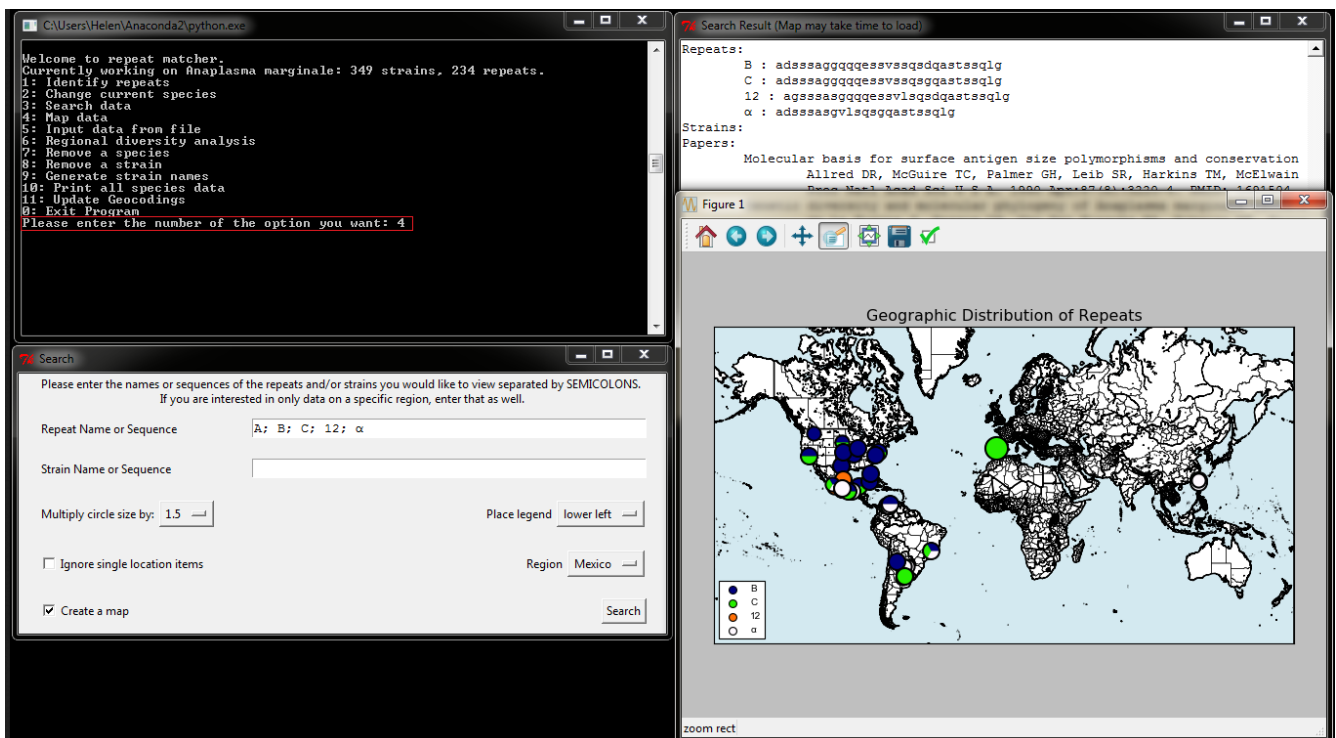 C:\Users\Helen\Anaconda2\python.exe
Welcome to repeat matcher.
Currently working on Anaplasma marginale: 349 strains, 234 repeats.
1: Identify repeats
2: Change current species
3: Search data
4: Map data
5: Input data from file
6: Regional diversity analysis
7: Remove a species
8: Remove a strain
9: Generate strain names
10: Print all species data
11: Update Geocodings
0: Exit Program
Please enter the number of the option you want: 4
Search
Please enter the names or sequences of the repeats and/or strains you would like to view separated by SEMICOLONS.
If you are interested in only data on a specific region, enter that as well.
Repeat Name or Sequence A; B; C; 12; α
Strain Name or Sequence
Multiply circle size by: 1.5 Place legend lower left
Ignore single location items Region Mexico
Create a map Search
Search Result (Map may take time to load)
Repeats:
B : adsssaggqqqessvssqsdqastssqlg
C : adsssaggqqqessvssqsgqastssqlg
12 : agsssasgqqqessvlsqsdqastssqlg
α : adsssasgvlsqsgqastssqlg
Strains:
Papers:
Molecular basis for surface antigen size polymorphisms and conservation
Allred DR, McGuire TC, Palmer GH, Leib SR, Harkins TM, McElwain
Figure 1
Geographic Distribution of Repeats
B
C
12
α
zoom rect